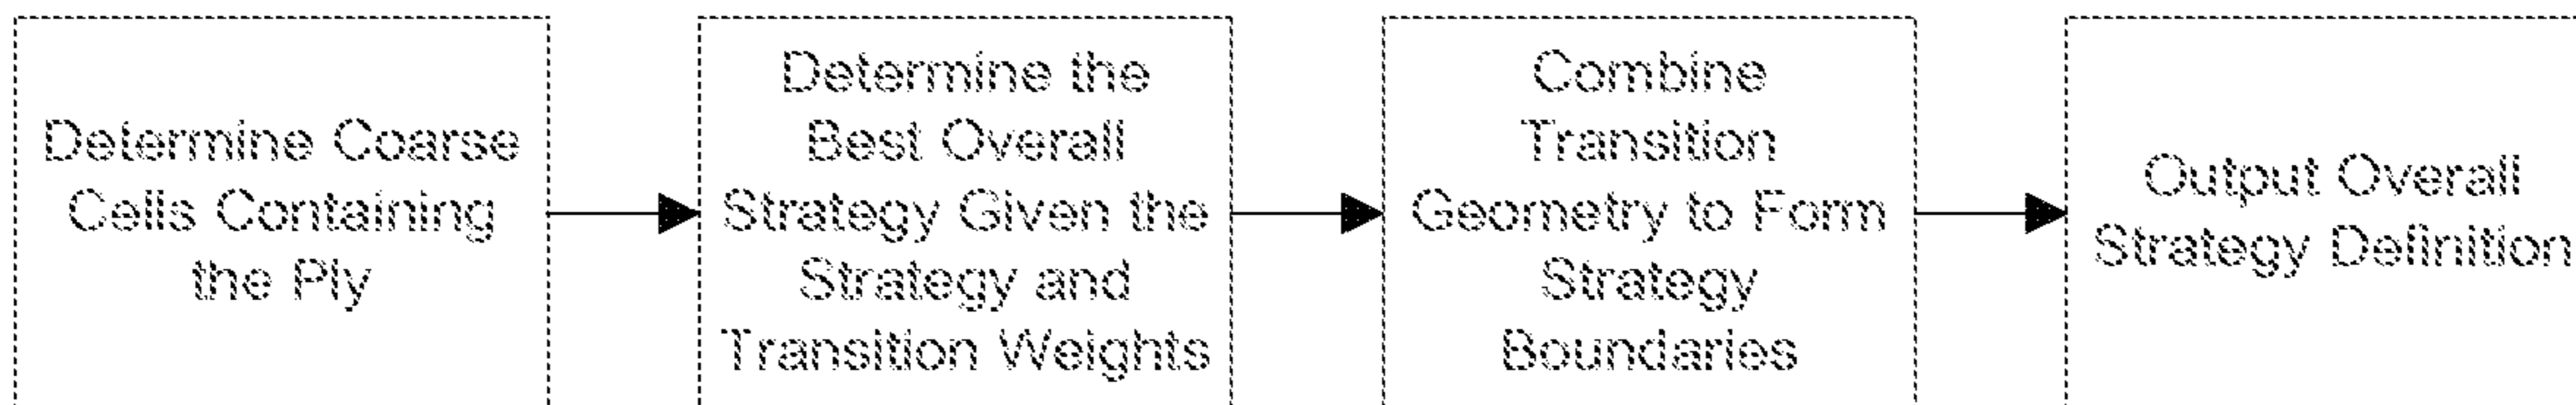 Determine Coarse
Cells Containing
the Ply
Determine the
Best Overall
Strategy Given the
Strategy and
Transition Weights
Combine
Transition
Geometry to Form
Strategy
Boundaries
Output Overall
Strategy Definition